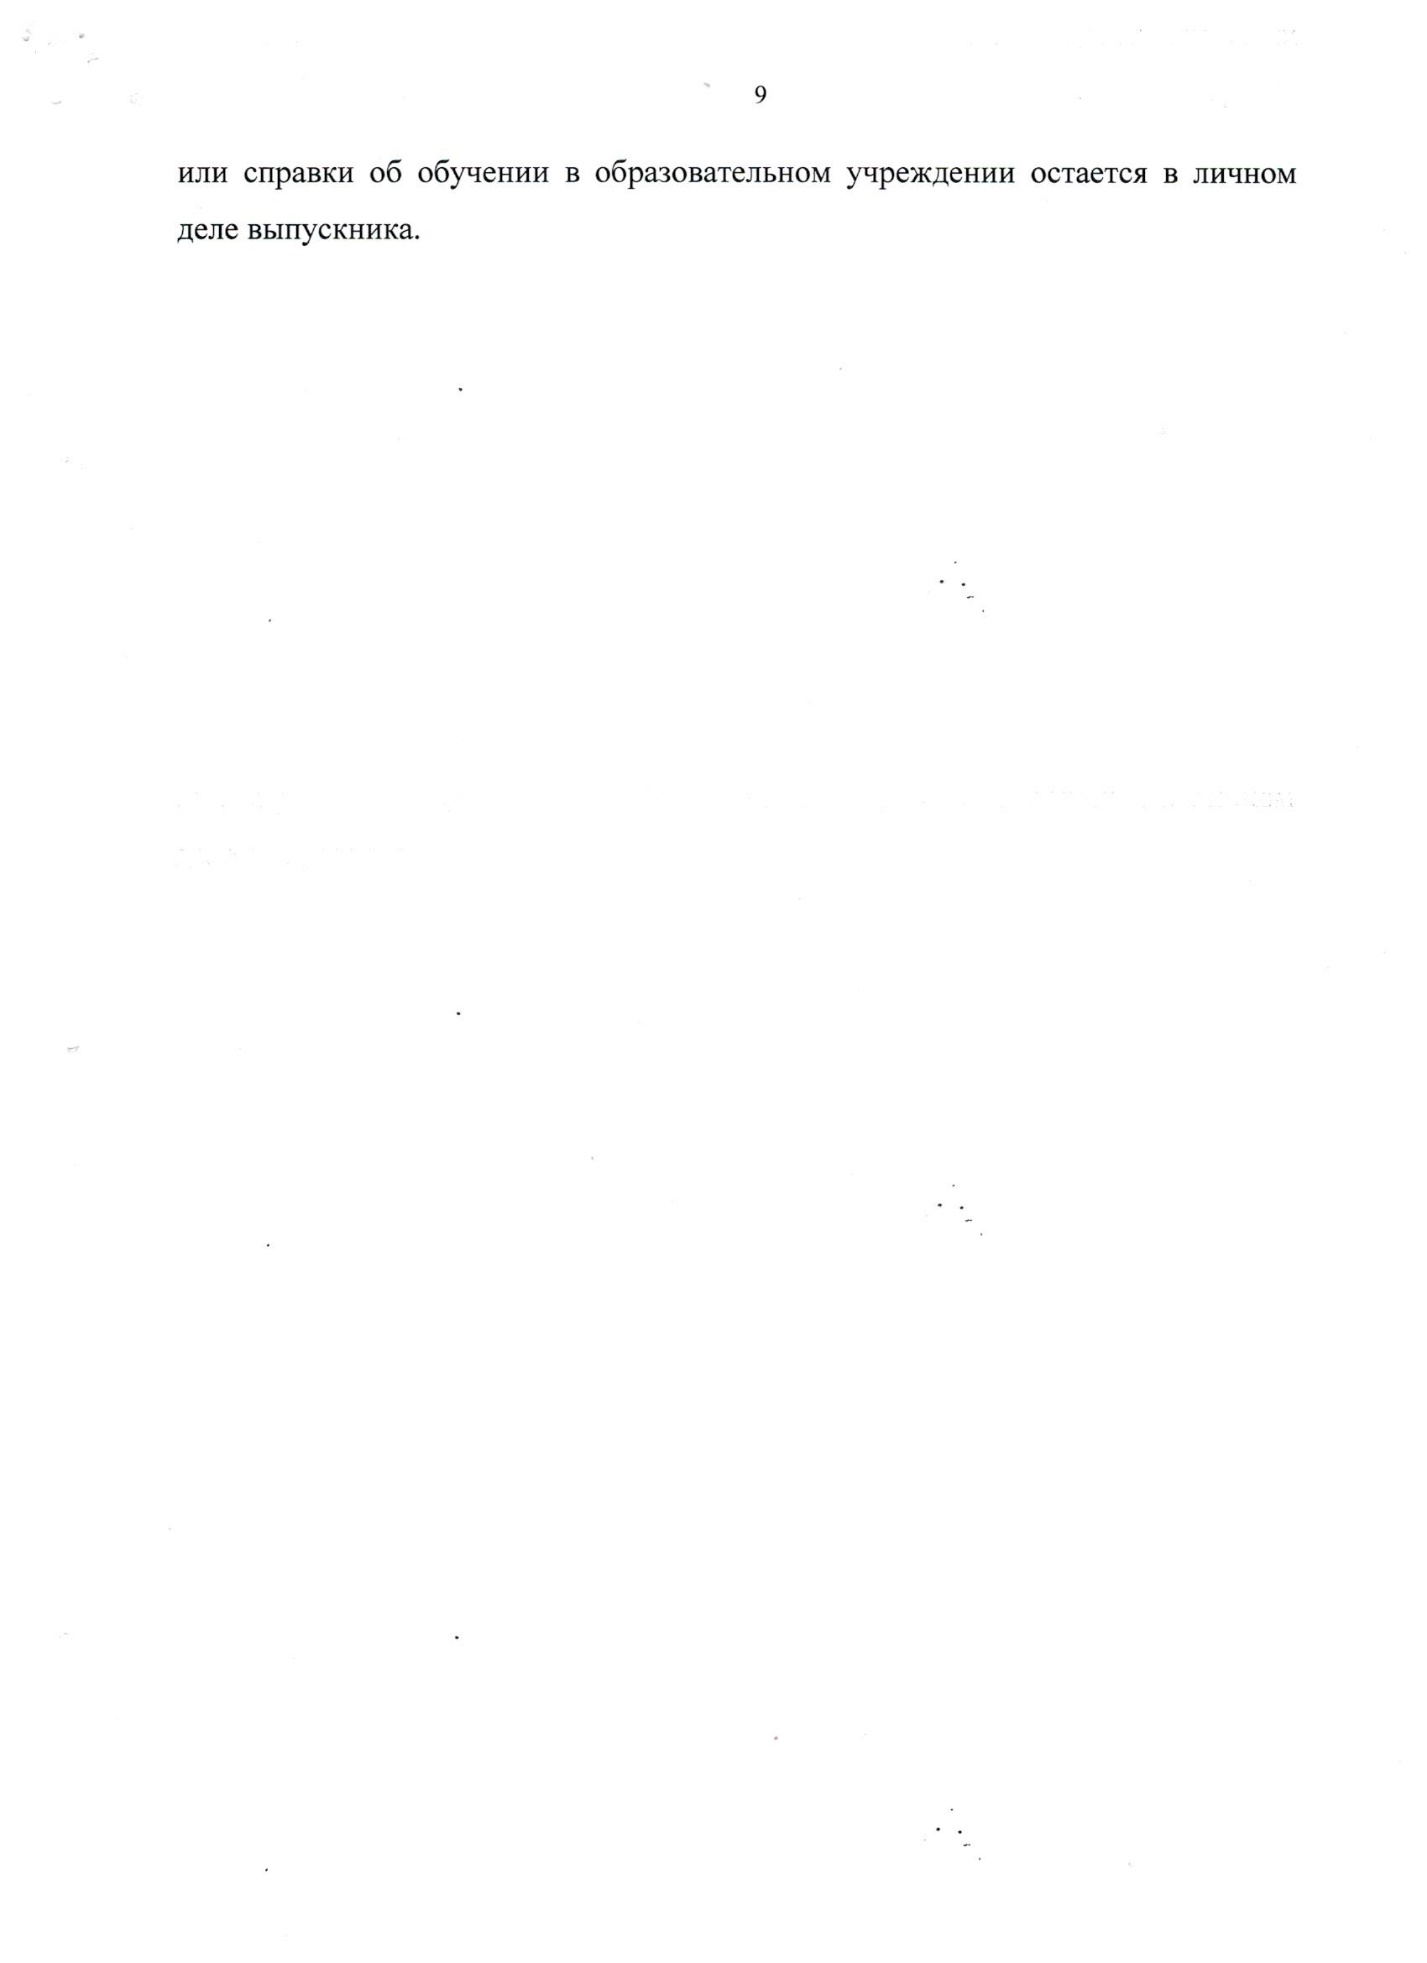 9
или справки об обучении в образовательном учреждении остается в личном
деле выпускника.